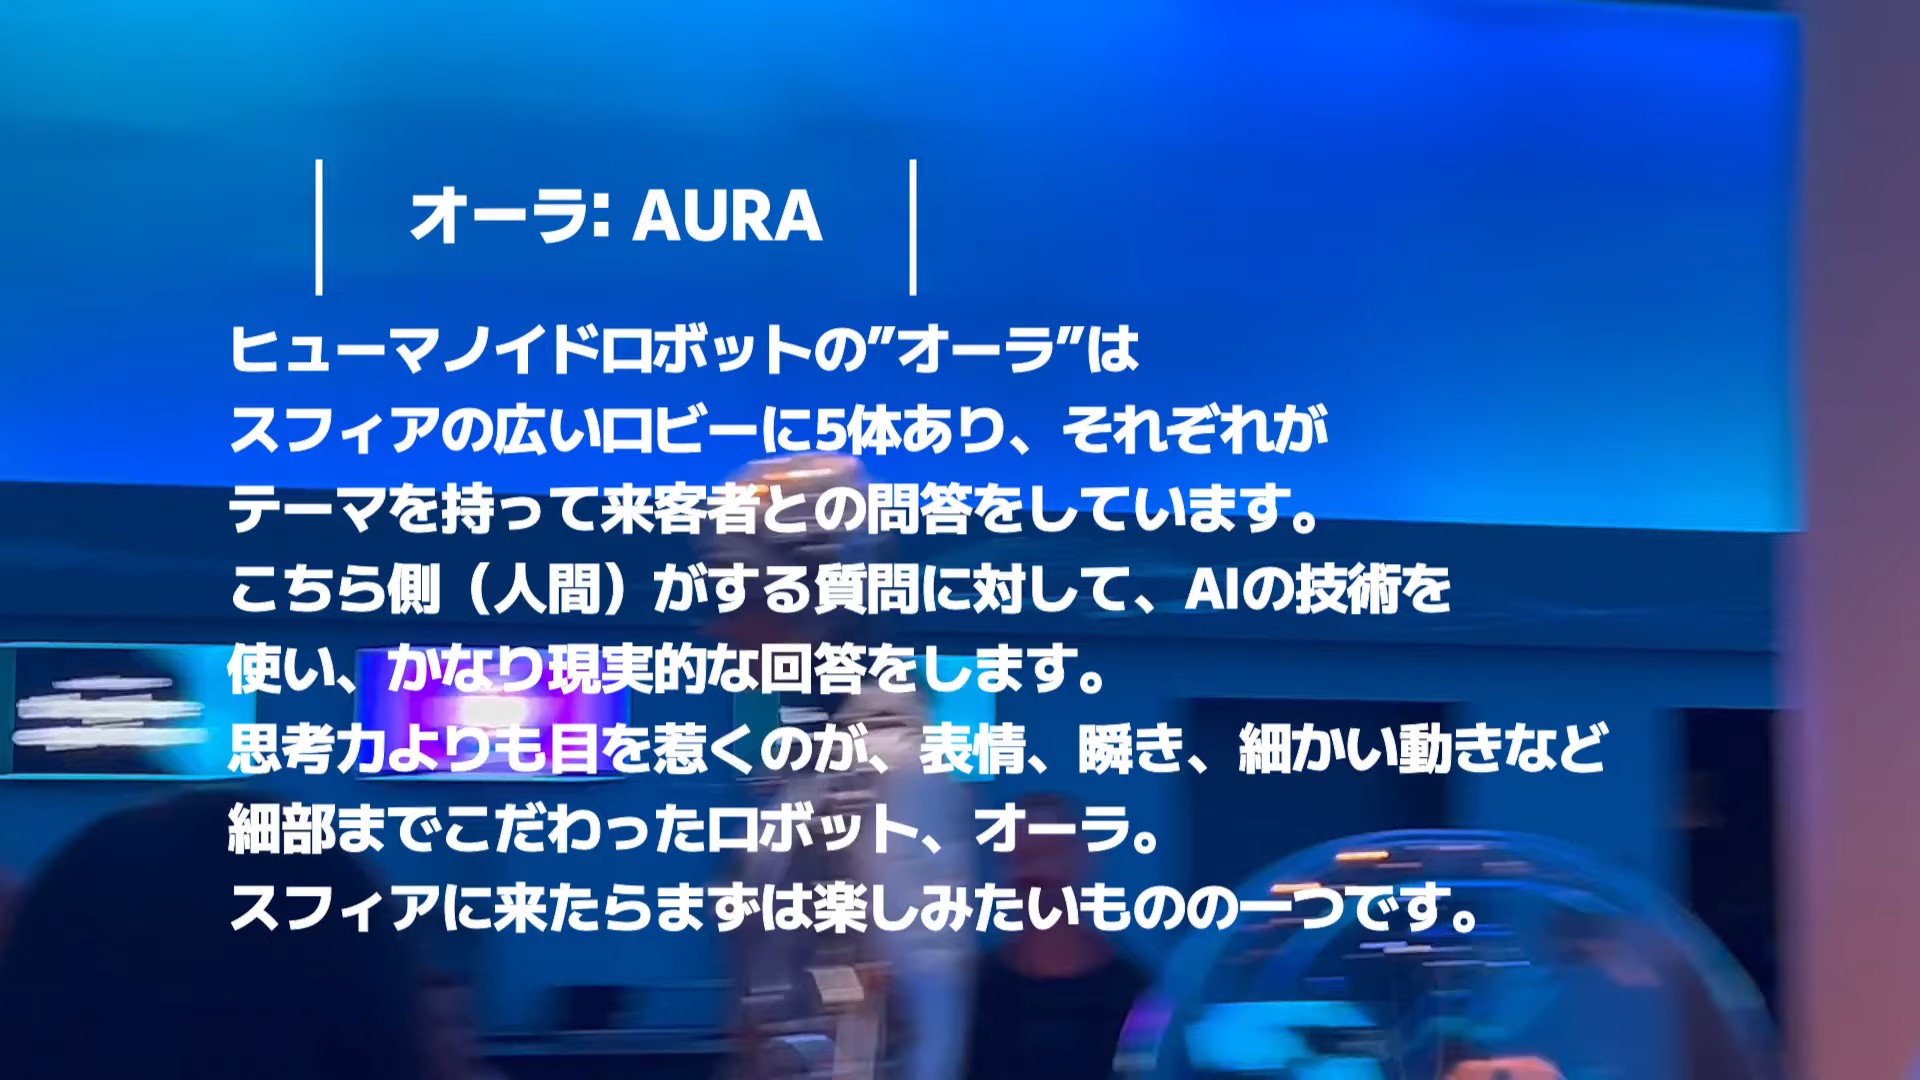 オーラ: AURA
ヒューマノイドロボットの”オーラ”は
スフィアの広いロビーに5体あり、それぞれが
テーマを持って来客者との問答をしています。
こちら側（人間）がする質問に対して、AIの技術を
使い、かなり現実的な回答をします。
思考力よりも目を惹くのが、表情、瞬き、細かい動きなど
細部までこだわったロボット、オーラ。
スフィアに来たらまずは楽しみたいものの一つです。